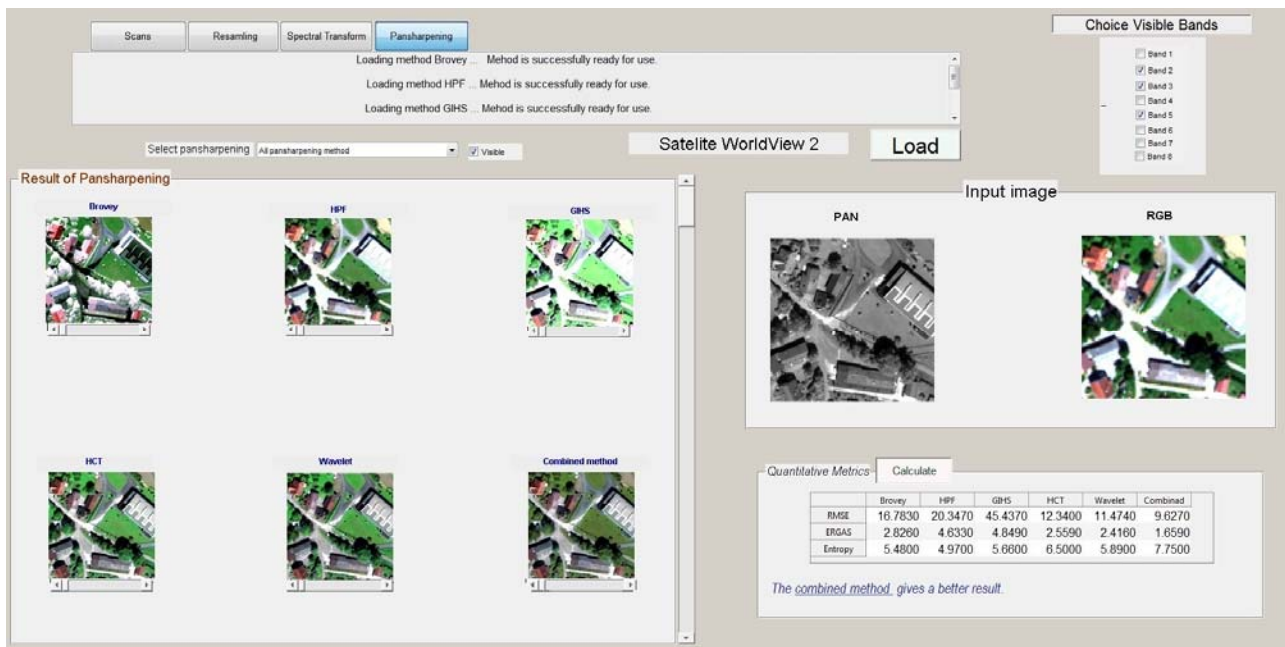 Scans Resamling Spectral Transform Pansharpening
Loading method Brovey ... Mehod is successfully ready for use.
Loading method HPF ... Mehod is successfully ready for use.
Loading method GIHS ... Mehod is successfully ready for use.
Choice Visible Bands
Band 1
Band 2
Band 3
Band 4
Band 5
Band 6
Band 7
Band 8
Select pansharpening All pansharpening method Visible
Satelite WorldView 2 Load
Result of Pansharpening
Brovey HPF GIHS
HCT Wavelet Combined method
Input image
PAN RGB
Quantitative Metrics Calculate
Brovey HPF GIHS HCT Wavelet Combinad
RMSE 16.7830 20.3470 45.4370 12.3400 11.4740 9.6270
ERGAS 2.8260 4.6330 4.8490 2.5590 2.4160 1.6590
Entropy 5.4800 4.9700 5.6600 6.5000 5.8900 7.7500
The combined method gives a better result.